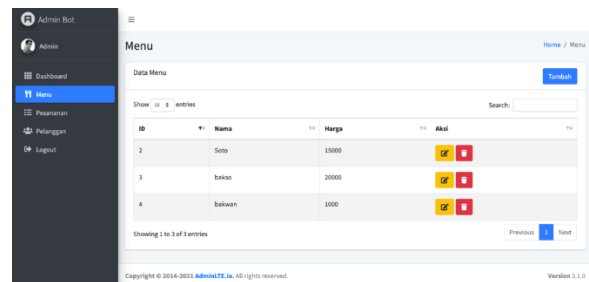 Admin Bot
Admin
Dashboard
Menu
Pesananan
Pelanggan
Logout
Menu
Home / Menu
Data Menu
Tambah
Show 10 entries
Search:
ID Nama Harga Aksi
2 Soto 15000
3 bakso 20000
4 bakwan 1000
Showing 1 to 3 of 3 entries
Previous 1 Next
Copyright © 2014-2021 AdminLTE.io. All rights reserved.
Version 3.1.0